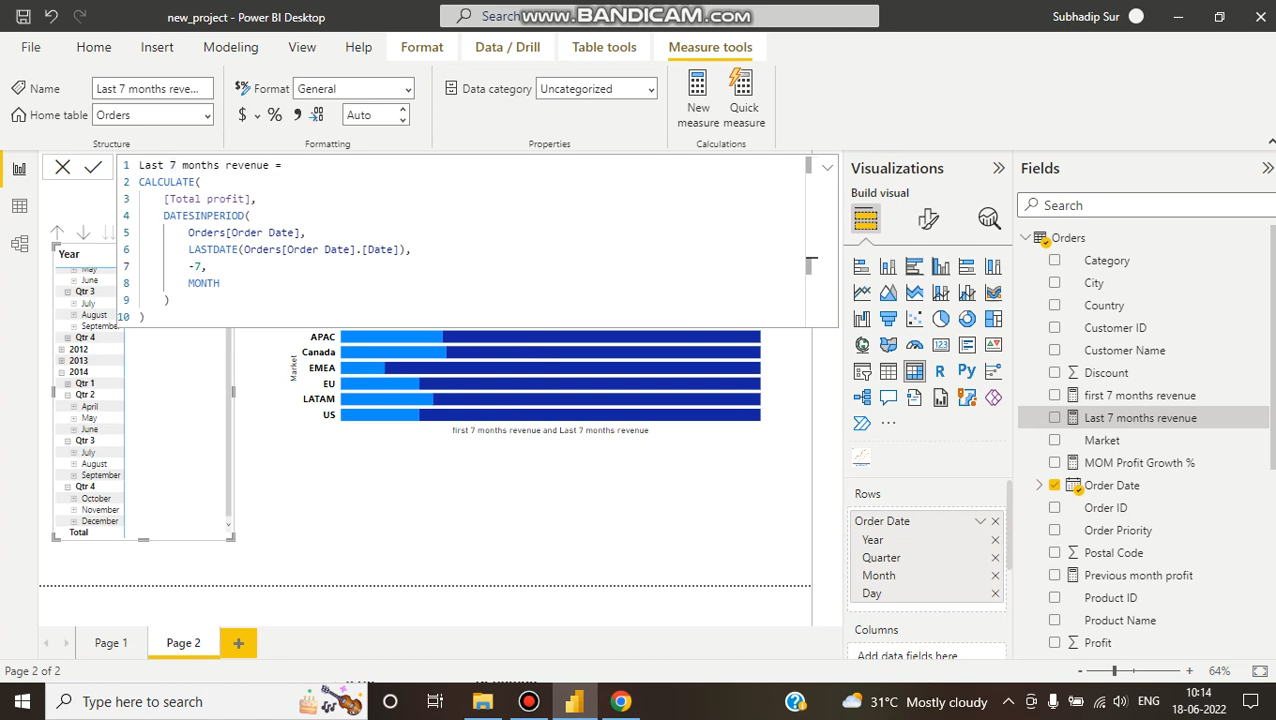 new_project - Power BI Desktop
Search
www.BANDICAM.com
Subhadip Sur
File
Home
Insert
Modeling
View
Help
Format
Data / Drill
Table tools
Measure tools
Name
Last 7 months reve...
Home table
Orders
Structure
Format
General
$
%
Auto
Formatting
Data category
Uncategorized
Properties
New measure
Quick measure
Calculations
1 Last 7 months revenue =
2 CALCULATE(
3 [Total profit],
4 DATESINPERIOD(
5 Orders[Order Date],
6 LASTDATE(Orders[Order Date].[Date]),
7 -7,
8 MONTH
9 )
10 )
Year
May
June
Qtr 3
July
August
September
Qtr 4
2012
2013
2014
Qtr 1
Qtr 2
April
May
June
Qtr 3
July
August
September
Qtr 4
October
November
December
Total
Market
APAC
Canada
EMEA
EU
LATAM
US
first 7 months revenue and Last 7 months revenue
Visualizations
Build visual
R
Py
Rows
Order Date
Year
Quarter
Month
Day
Columns
Add data fields here
Fields
Search
Orders
Category
City
Country
Customer ID
Customer Name
Discount
first 7 months revenue
Last 7 months revenue
Market
MOM Profit Growth %
Order Date
Order ID
Order Priority
Postal Code
Previous month profit
Product ID
Product Name
Profit
Page 1
Page 2
Page 2 of 2
64%
Type here to search
31°C Mostly cloudy
ENG
10:14
18-06-2022